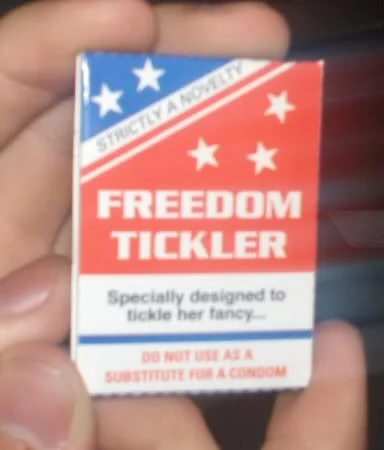 STRICTLY A NOVELTY
FREEDOM
TICKLER
Specially designed to
tickle her fancy...
DO NOT USE AS A
SUBSTITUTE FOR A CONDOM